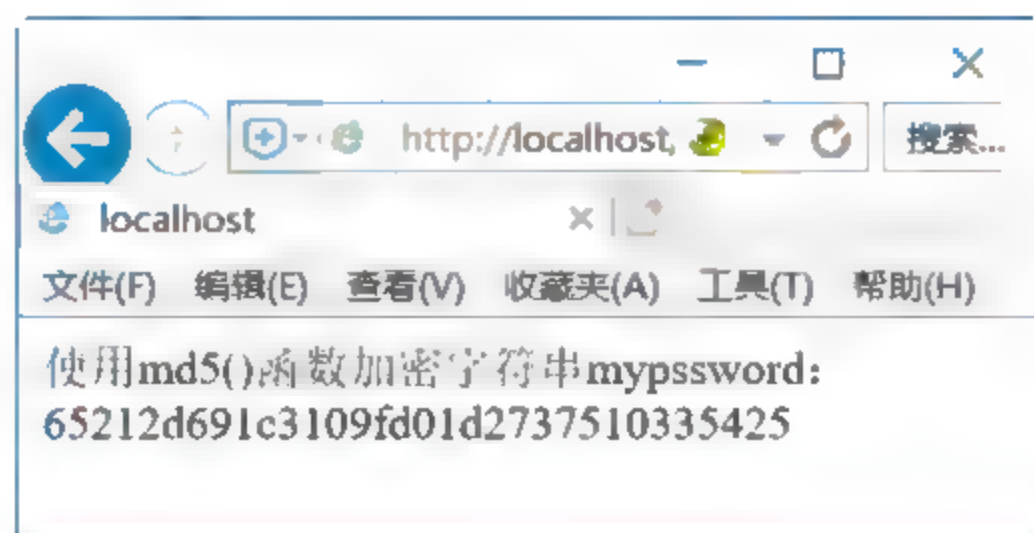 http://localhost, 搜索...
localhost
文件(F) 编辑(E) 查看(V) 收藏夹(A) 工具(T) 帮助(H)
使用md5()函数加密字符串mypssword:
65212d691c3109fd01d2737510335425